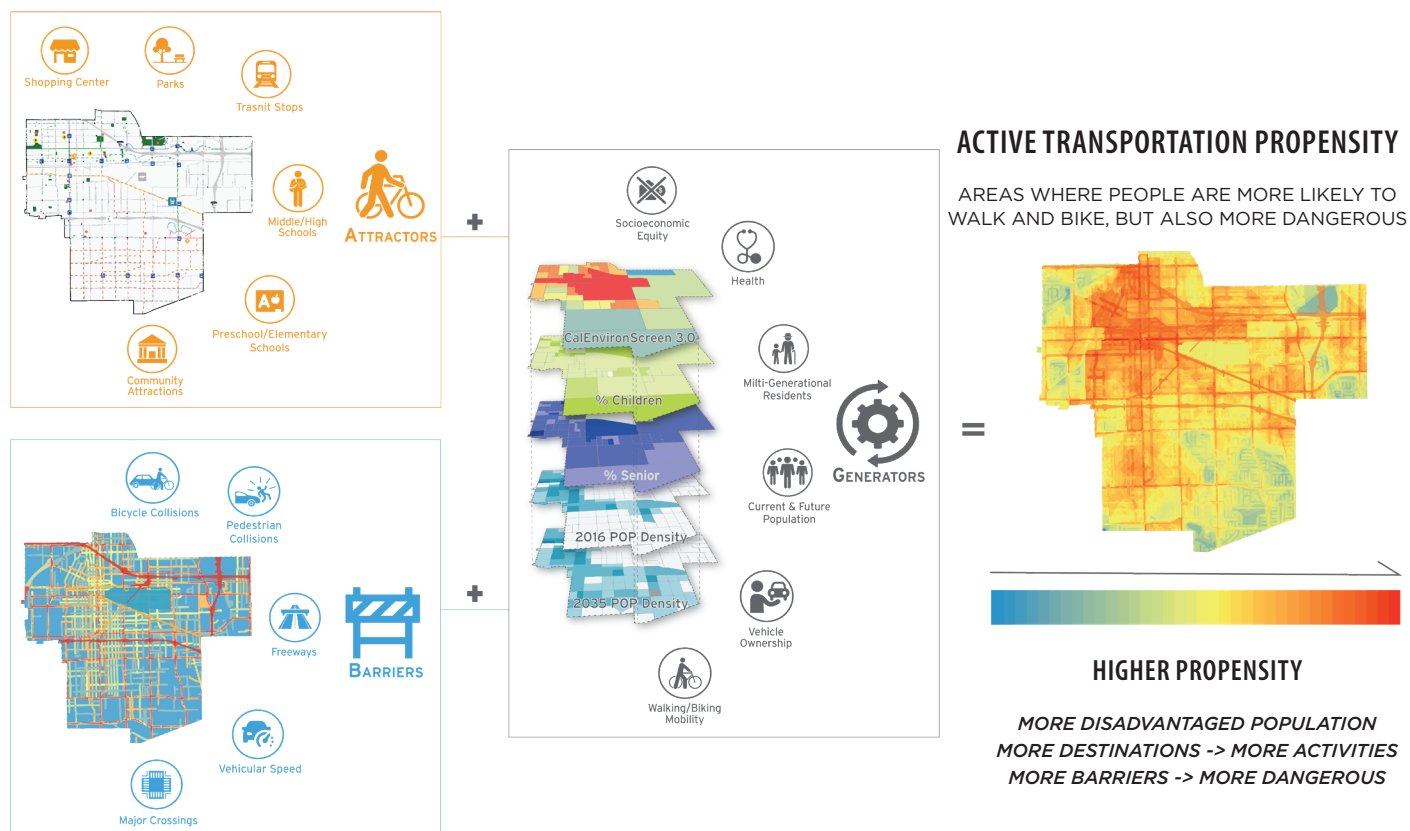 Shopping Center
Parks
Trasnit Stops
Middle/High
Schools
ATTRACTORS
Preschool/Elementary
Schools
Community
Attractions
+
Bicycle Collisions
Pedestrian
Collisions
Freeways
BARRIERS
Vehicular Speed
Major Crossings
+
Socioeconomic
Equity
Health
CalEnvironScreen 3.0
Milti-Generational
Residents
% Children
% Senior
GENERATORS
Current & Future
Population
2016 POP Density
2035 POP Density
Vehicle
Ownership
Walking/Biking
Mobility
=
ACTIVE TRANSPORTATION PROPENSITY
AREAS WHERE PEOPLE ARE MORE LIKELY TO
WALK AND BIKE, BUT ALSO MORE DANGEROUS
HIGHER PROPENSITY
MORE DISADVANTAGED POPULATION
MORE DESTINATIONS -> MORE ACTIVITIES
MORE BARRIERS -> MORE DANGEROUS